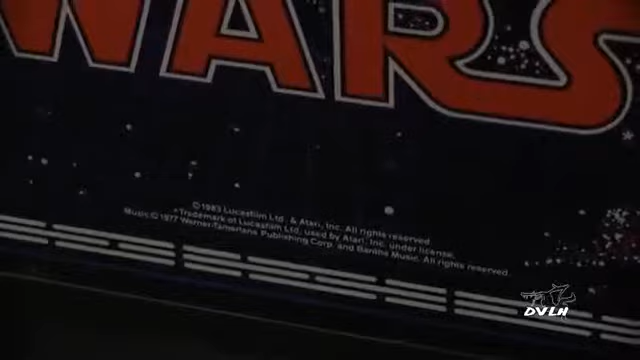 WARS
©1983 Lucasfilm Ltd. & Atari, Inc. All rights reserved.
*Trademark of Lucasfilm Ltd. used by Atari, Inc. under license.
Music © 1977 Warner-Tamerlane Publishing Corp. and Bantha Music. All rights reserved.
DVLH